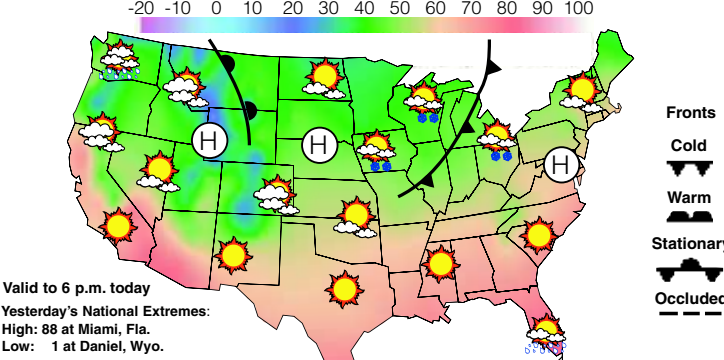 -20 -10 0 10 20 30 40 50 60 70 80 90 100
H
H
H
Fronts
Cold
Warm
Stationary
Occluded
Valid to 6 p.m. today
Yesterday's National Extremes:
High: 88 at Miami, Fla.
Low: 1 at Daniel, Wyo.